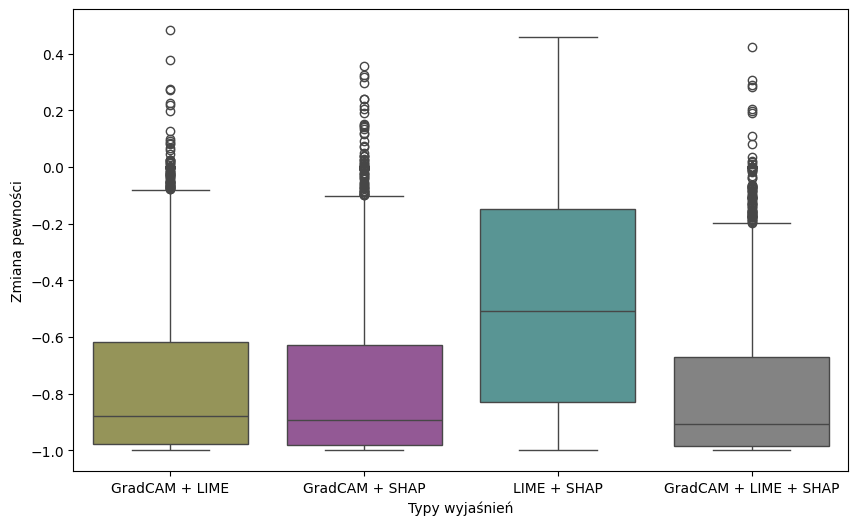 0.4
0.2
0.0
−0.2
−0.4
−0.6
−0.8
−1.0
Zmiana pewności
GradCAM + LIME
GradCAM + SHAP
LIME + SHAP
GradCAM + LIME + SHAP
Typy wyjaśnień